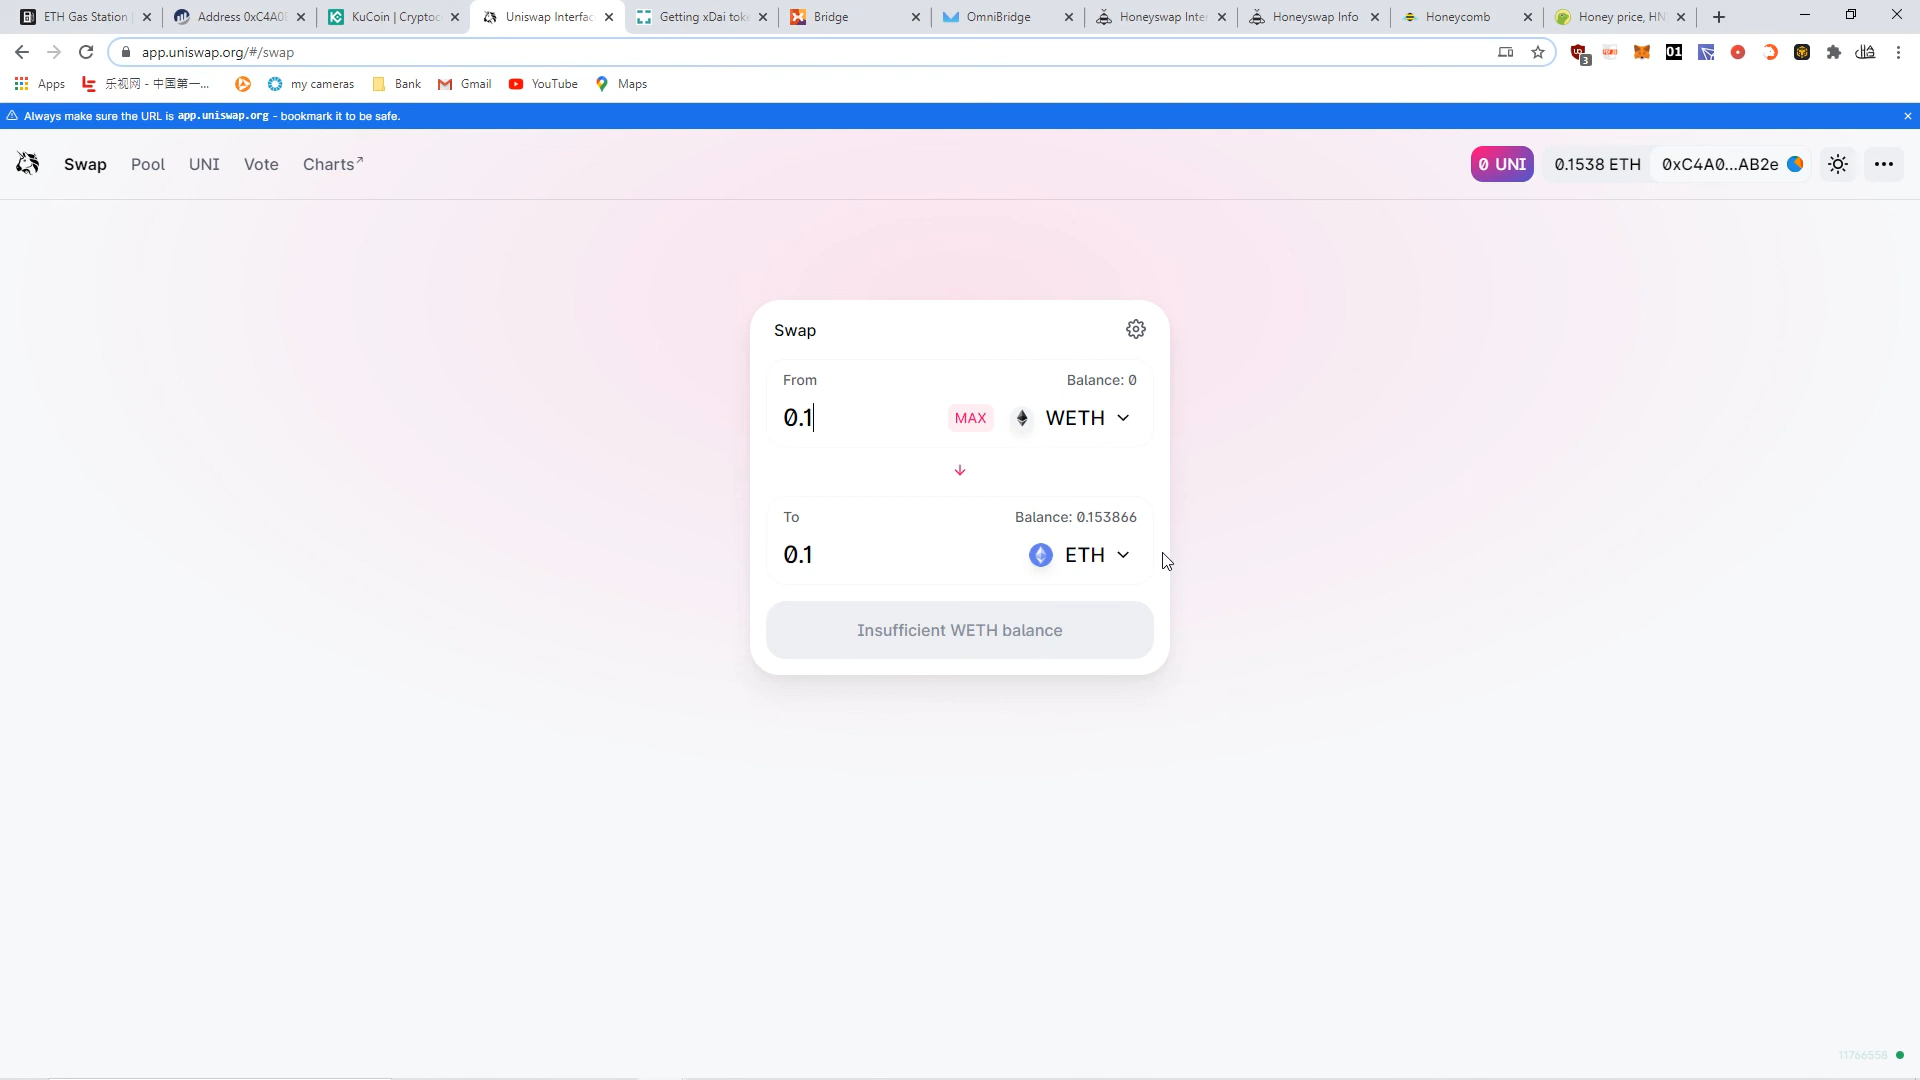 ETH Gas Station
Address 0xC4A0
KuCoin | Cryptoc
Uniswap Interfac
Getting xDai tok
Bridge
OmniBridge
Honeyswap Inte
Honeyswap Info
Honeycomb
Honey price, HN
app.uniswap.org/#/swap
3
01
Apps
乐视网 - 中国第一...
my cameras
Bank
Gmail
YouTube
Maps
Always make sure the URL is app.uniswap.org - bookmark it to be safe.
Swap
Pool
UNI
Vote
Charts↗
0 UNI
0.1538 ETH
0xC4A0...AB2e
Swap
From
Balance: 0
0.1
MAX
WETH
To
Balance: 0.153866
0.1
ETH
Insufficient WETH balance
11766558